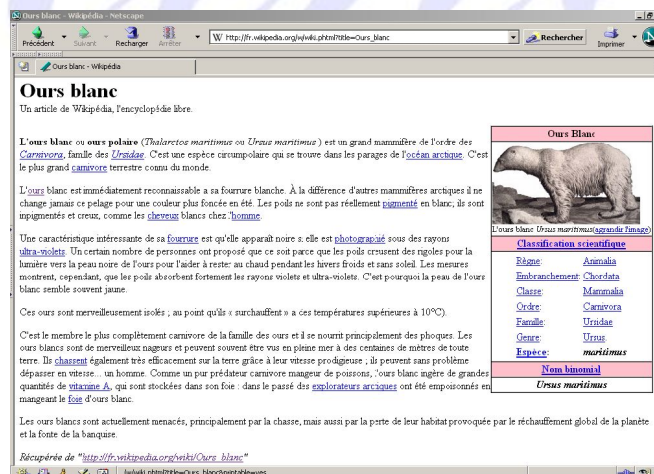 Ours blanc - Wikipédia - Netscape
Précédent Suivant Recharger Arrêter http://fr.wikipedia.org/w/wiki.phtml?title=Ours_blanc Rechercher Imprimer
Ours blanc - Wikipédia
Ours blanc
Un article de Wikipédia, l'encyclopédie libre.
L'ours blanc ou ours polaire (Thalarctos maritimus ou Ursus maritimus ) est un grand mammifère de l'ordre des
Carnivora, famille des Ursidae. C'est une espèce circumpolaire qui se trouve dans les parages de l'océan arctique. C'est
le plus grand carnivore terrestre connu du monde.
L'ours blanc est immédiatement reconnaissable a sa fourrure blanche. À la différence d'autres mammifères arctiques il ne
change jamais ce pelage pour une couleur plus foncée en été. Les poils ne sont pas réellement pigmenté en blanc; ils sont
inpigmentés et creux, comme les cheveux blancs chez l'homme.
Une caractéristique intéressante de sa fourrure est qu'elle apparaît noire si elle est photographié sous des rayons
ultra-violets. Un certain nombre de personnes ont proposé que ce soit parce que les poils creusent des rigoles pour la
lumière vers la peau noire de l'ours pour l'aider à rester au chaud pendant les hivers froids et sans soleil. Les mesures
montrent, cependant, que les poils absorbent fortement les rayons violets et ultra-violets. C'est pourquoi la peau de l'ours
blanc semble souvent jaune.
Ces ours sont merveilleusement isolés ; au point qu'ils « surchauffent » a des températures supérieures à 10°C).
C'est le membre le plus complètement carnivore de la famille des ours et il se nourrit principalement des phoques. Les
ours blancs sont de merveilleux nageurs et peuvent souvent être vus en pleine mer à des centaines de mètres de toute
terre. Ils chassent également très efficacement sur la terre grâce à leur vitesse prodigieuse ; ils peuvent sans problème
dépasser en vitesse... un homme. Comme un pur prédateur carnivore mangeur de poissons, l'ours blanc ingère de grandes
quantités de vitamine A, qui sont stockées dans son foie : dans le passé des explorateurs arctiques ont été empoisonnés en
mangeant le foie d'ours blanc.
Les ours blancs sont actuellement menacés, principalement par la chasse, mais aussi par la perte de leur habitat provoquée par le réchauffement global de la planète
et la fonte de la banquise.
Récupérée de "http://fr.wikipedia.org/wiki/Ours_blanc"
Ours Blanc
L'ours blanc Ursus maritimus(agrandir l'image)
Classification scientifique
Règne: Animalia
Embranchement: Chordata
Classe: Mammalia
Ordre: Carnivora
Famille: Ursidae
Genre: Ursus
Espèce: maritimus
Nom binomial
Ursus maritimus
/w/wiki.phtml?title=Ours_blanc&printable=yes